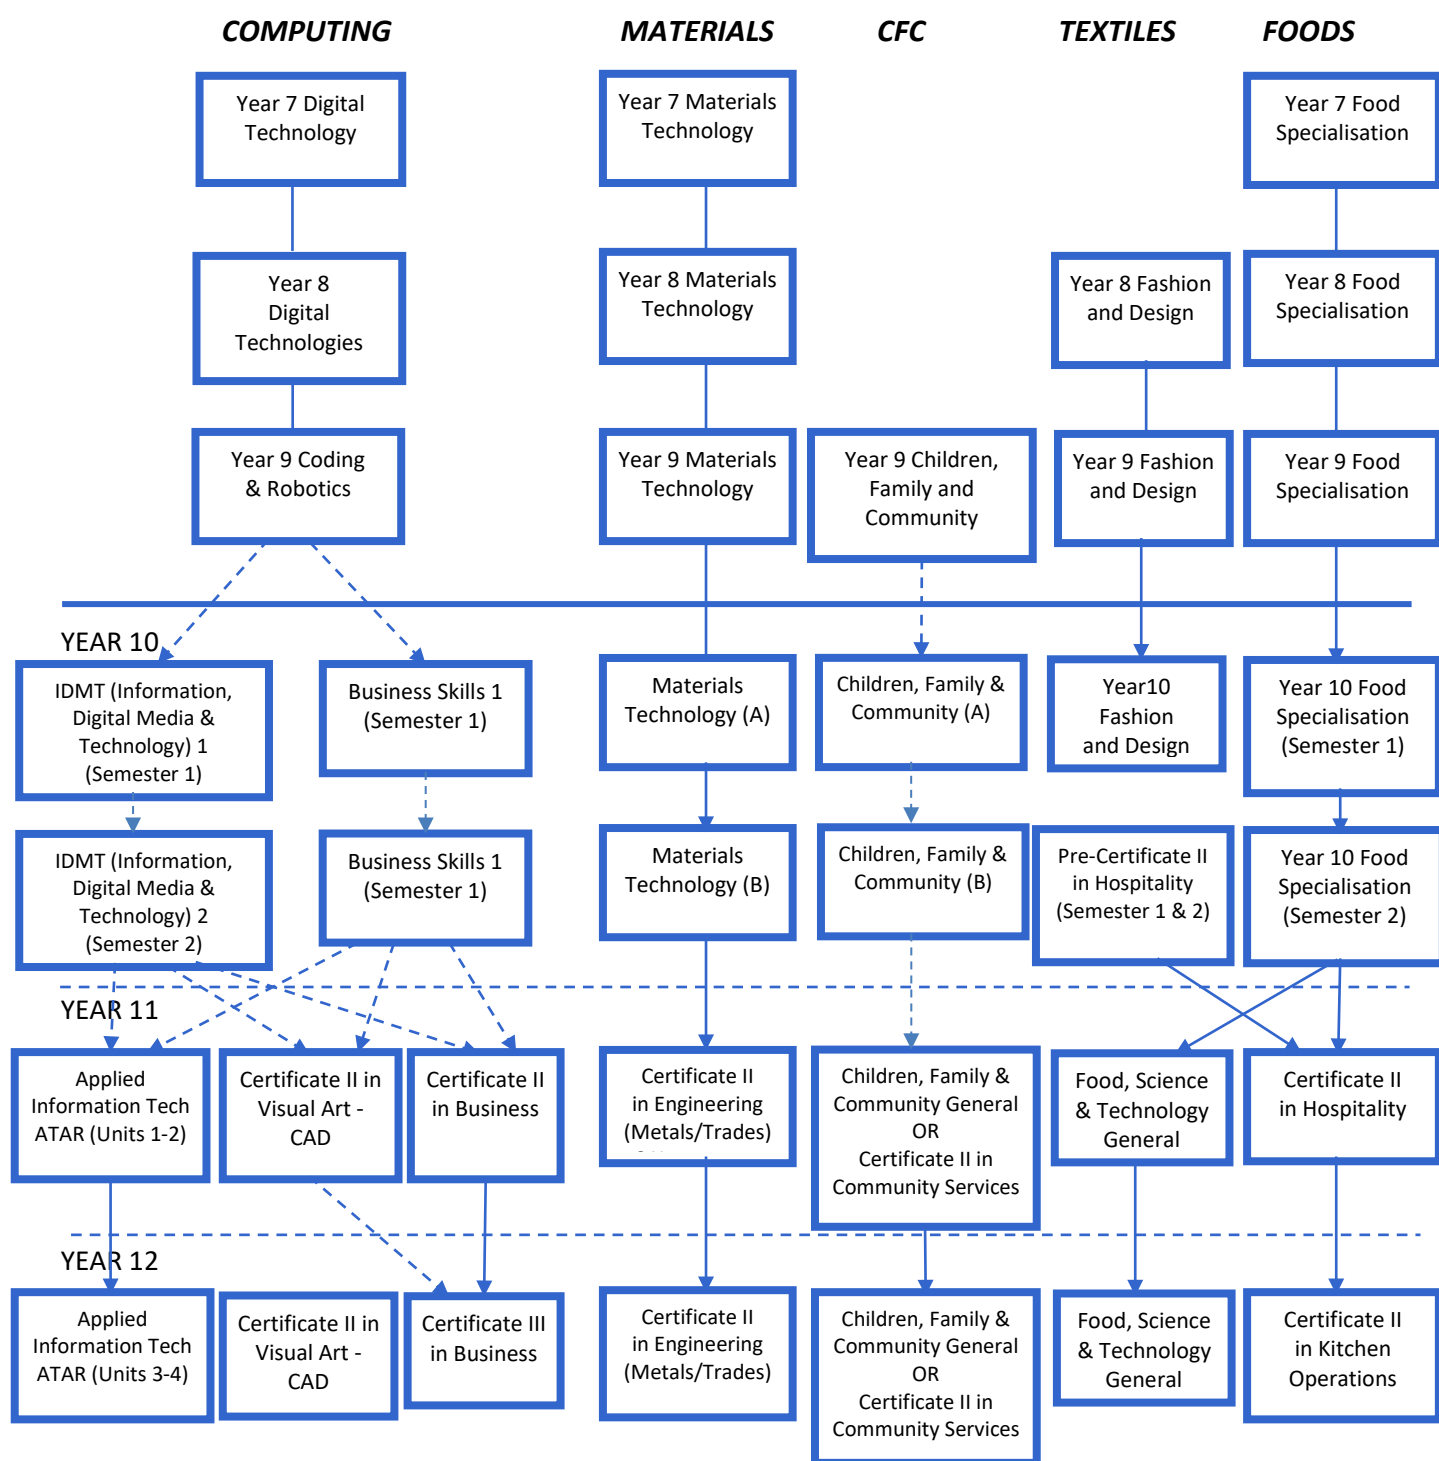 COMPUTING
MATERIALS
CFC
TEXTILES
FOODS
Year 7 Digital
Technology
Year 7 Materials
Technology
Year 7 Food
Specialisation
Year 8
Digital
Technologies
Year 8 Materials
Technology
Year 8 Fashion
and Design
Year 8 Food
Specialisation
Year 9 Coding
& Robotics
Year 9 Materials
Technology
Year 9 Children,
Family and
Community
Year 9 Fashion
and Design
Year 9 Food
Specialisation
YEAR 10
IDMT (Information,
Digital Media &
Technology) 1
(Semester 1)
Business Skills 1
(Semester 1)
Materials
Technology (A)
Children, Family &
Community (A)
Year10
Fashion
and Design
Year 10 Food
Specialisation
(Semester 1)
IDMT (Information,
Digital Media &
Technology) 2
(Semester 2)
Business Skills 1
(Semester 1)
Materials
Technology (B)
Children, Family &
Community (B)
Pre-Certificate II
in Hospitality
(Semester 1 & 2)
Year 10 Food
Specialisation
(Semester 2)
YEAR 11
Applied
Information Tech
ATAR (Units 1-2)
Certificate II in
Visual Art -
CAD
Certificate II
in Business
Certificate II
in Engineering
(Metals/Trades)
Children, Family &
Community General
OR
Certificate II in
Community Services
Food, Science
& Technology
General
Certificate II
in Hospitality
YEAR 12
Applied
Information Tech
ATAR (Units 3-4)
Certificate II in
Visual Art -
CAD
Certificate III
in Business
Certificate II
in Engineering
(Metals/Trades)
Children, Family &
Community General
OR
Certificate II in
Community Services
Food, Science
& Technology
General
Certificate II
in Kitchen
Operations